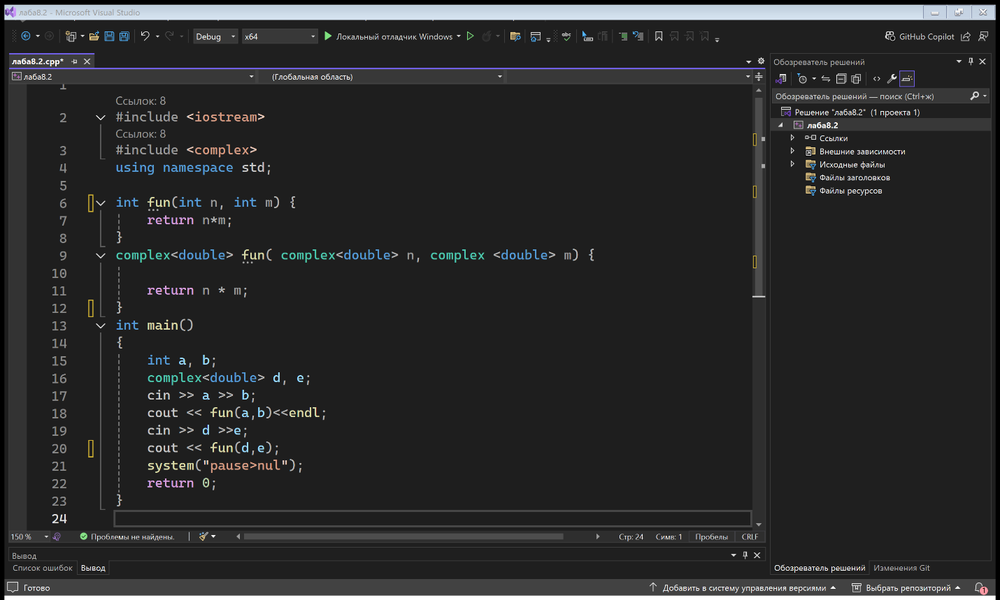 лаба8.2 - Microsoft Visual Studio
Debug x64 Локальный отладчик Windows GitHub Copilot
лаба8.2.cpp*
лаба8.2 (Глобальная область)
1
Ссылок: 8
2 #include <iostream>
Ссылок: 8
3 #include <complex>
4 using namespace std;
5
6 int fun(int n, int m) {
7 return n*m;
8 }
9 complex<double> fun( complex<double> n, complex <double> m) {
10
11 return n * m;
12 }
13 int main()
14 {
15 int a, b;
16 complex<double> d, e;
17 cin >> a >> b;
18 cout << fun(a,b)<<endl;
19 cin >> d >>e;
20 cout << fun(d,e);
21 system("pause>nul");
22 return 0;
23 }
24
150 % Проблемы не найдены. Стр: 24 Симв: 1 Пробелы CRLF
Вывод
Список ошибок Вывод
Обозреватель решений
Обозреватель решений — поиск (Ctrl+ж)
Решение "лаба8.2" (1 проекта 1)
лаба8.2
Ссылки
Внешние зависимости
Исходные файлы
Файлы заголовков
Файлы ресурсов
Обозреватель решений Изменения Git
Готово Добавить в систему управления версиями Выбрать репозиторий 1